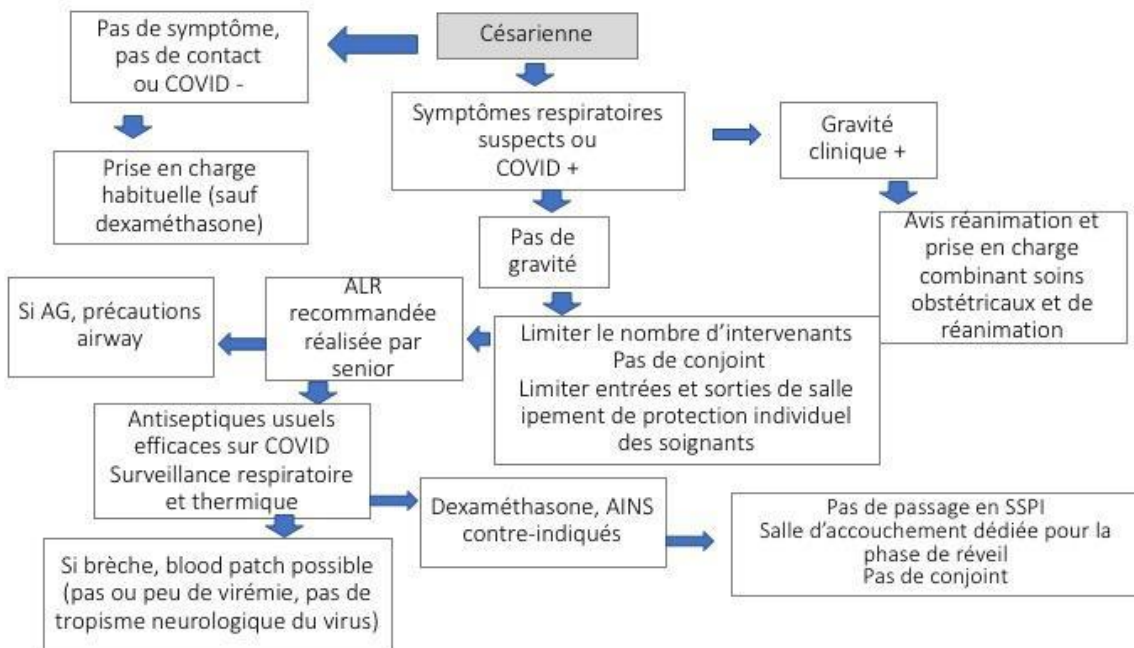 Césarienne
Pas de symptôme,
pas de contact
ou COVID -
Prise en charge
habituelle (sauf
dexaméthasone)
Symptômes respiratoires
suspects ou
COVID +
Gravité
clinique +
Avis réanimation et
prise en charge
combinant soins
obstétricaux et de
réanimation
Pas de
gravité
Limiter le nombre d’intervenants
Pas de conjoint
Limiter entrées et sorties de salle
ipement de protection individuel
des soignants
ALR
recommandée
réalisée par
senior
Si AG, précautions
airway
Antiseptiques usuels
efficaces sur COVID
Surveillance respiratoire
et thermique
Si brèche, blood patch possible
(pas ou peu de virémie, pas de
tropisme neurologique du virus)
Dexaméthasone, AINS
contre-indiqués
Pas de passage en SSPI
Salle d’accouchement dédiée pour la
phase de réveil
Pas de conjoint